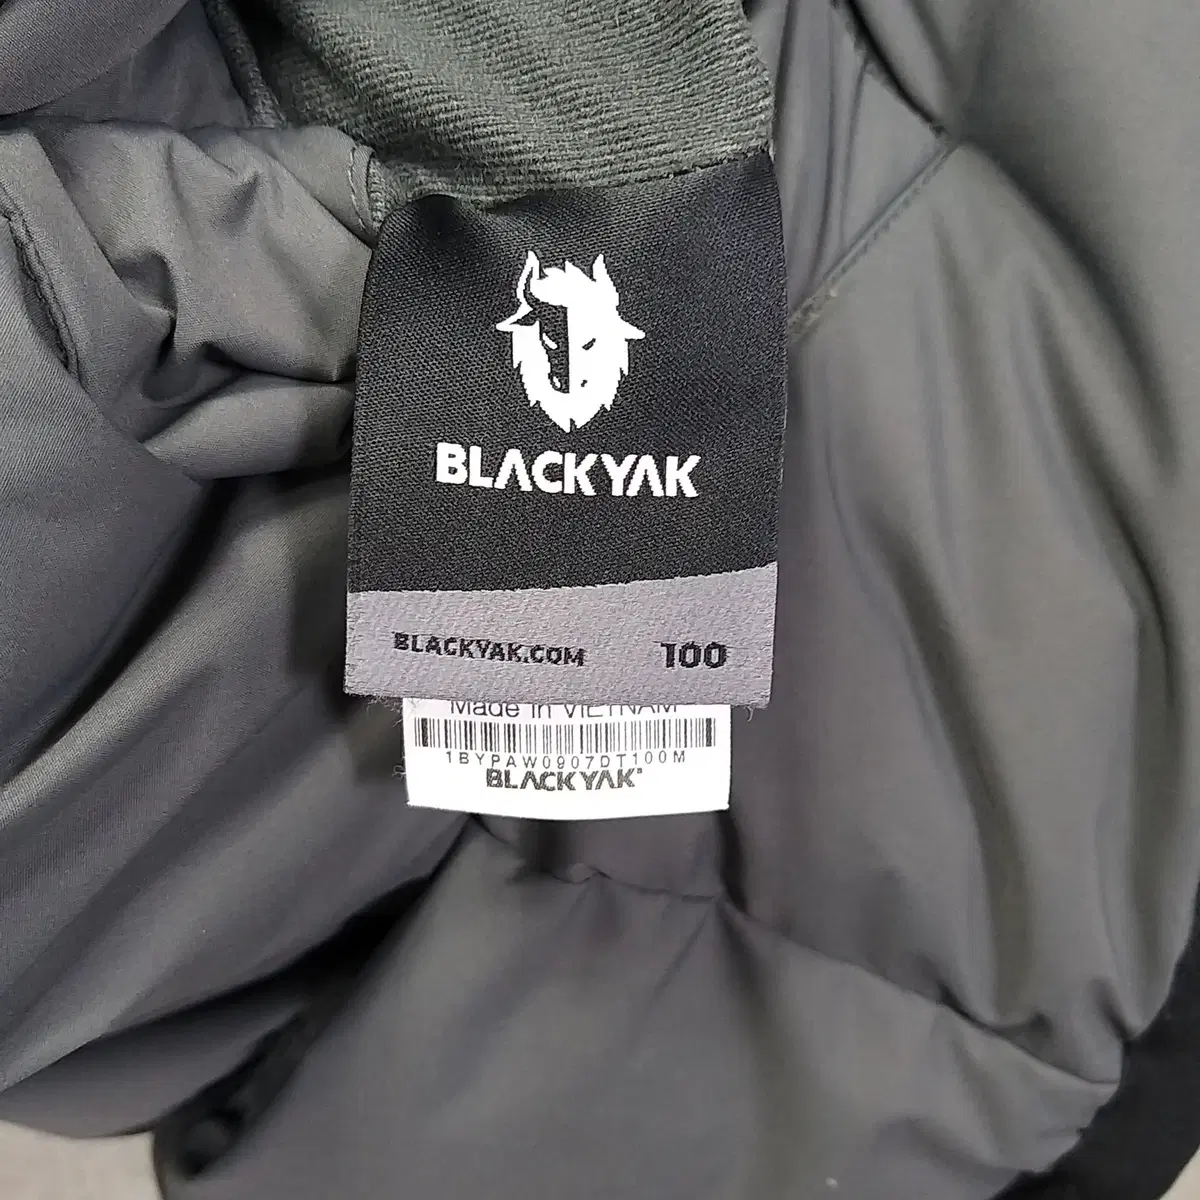 BLACKYAK
BLACKYAK.COM 100
Made in VIETNAM
1BYPAW0907DT100M
BLACKYAK